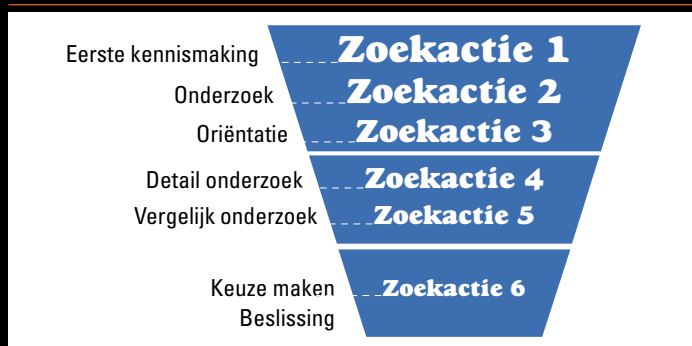 Eerste kennismaking Zoekactie 1
Onderzoek Zoekactie 2
Oriëntatie Zoekactie 3
Detail onderzoek Zoekactie 4
Vergelijk onderzoek Zoekactie 5
Keuze maken Zoekactie 6
Beslissing